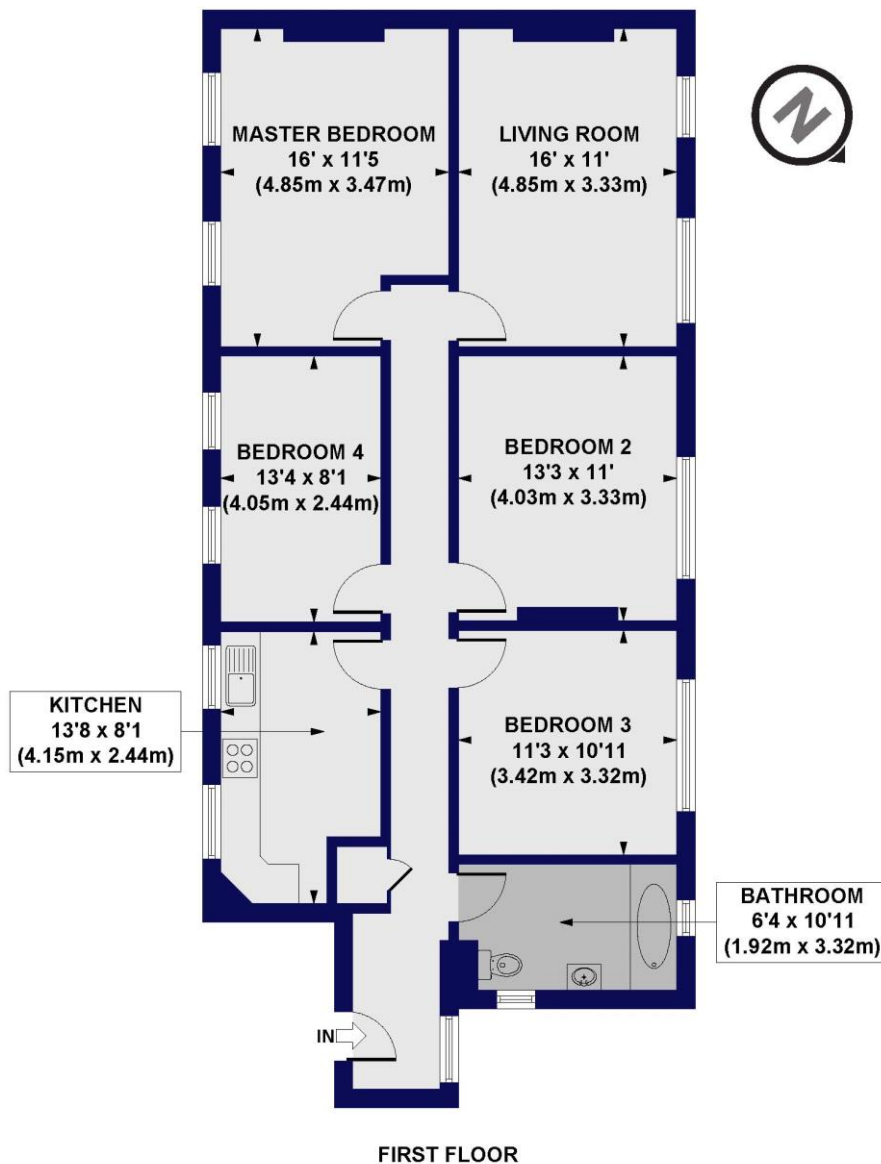 MASTER BEDROOM
16' x 11'5
(4.85m x 3.47m)
LIVING ROOM
16' x 11'
(4.85m x 3.33m)
N
BEDROOM 4
13'4 x 8'1
(4.05m x 2.44m)
BEDROOM 2
13'3 x 11'
(4.03m x 3.33m)
KITCHEN
13'8 x 8'1
(4.15m x 2.44m)
BEDROOM 3
11'3 x 10'11
(3.42m x 3.32m)
BATHROOM
6'4 x 10'11
(1.92m x 3.32m)
IN
FIRST FLOOR